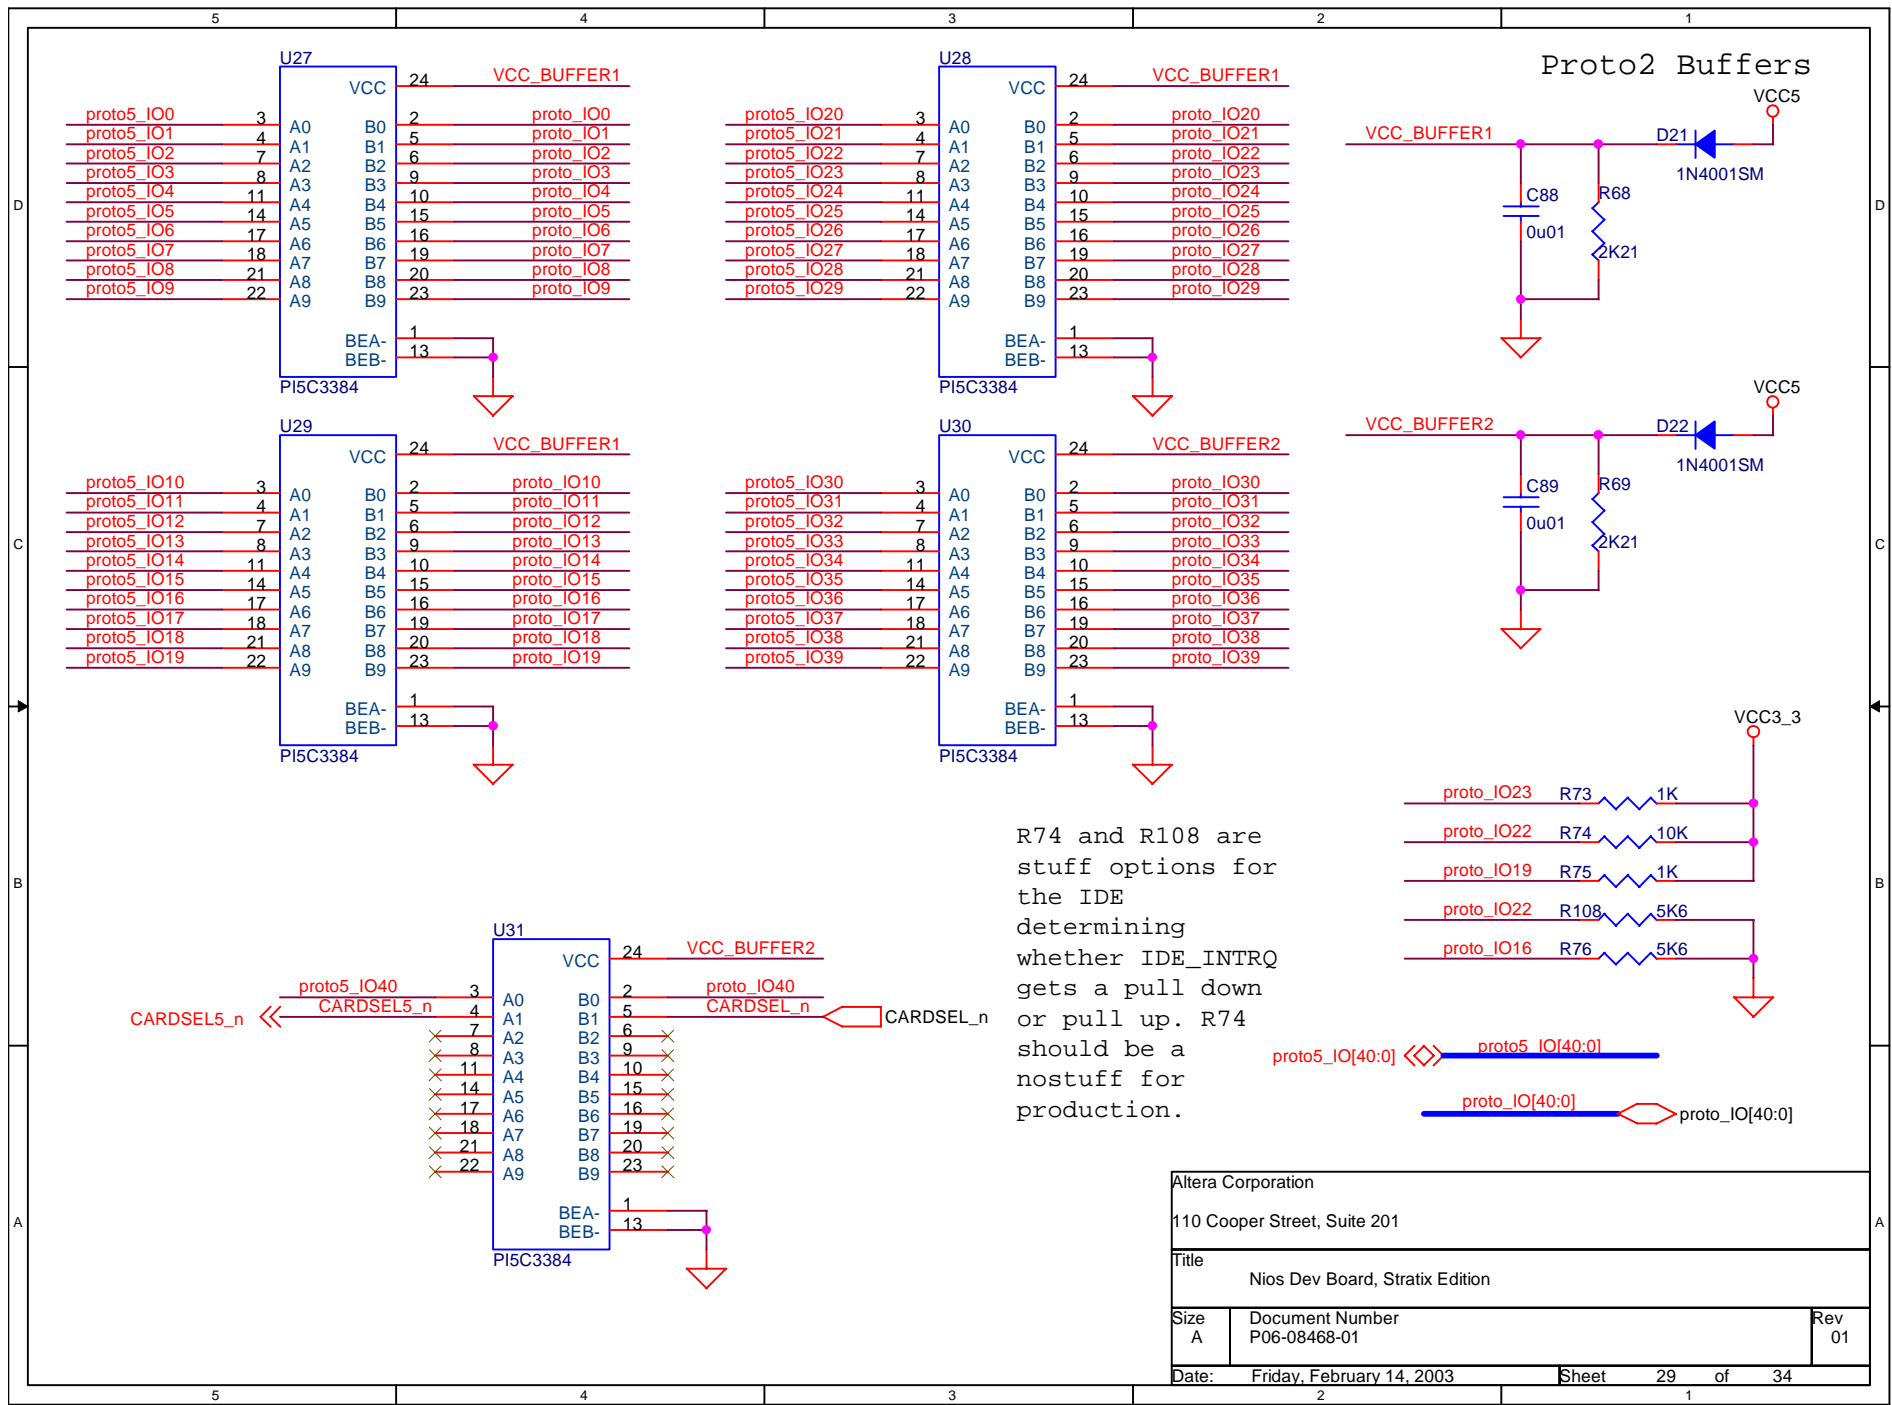 5 4 3 2 1
Proto2 Buffers
U27
VCC 24 VCC_BUFFER1
proto5_IO0 3 A0 B0 2 proto_IO0
proto5_IO1 4 A1 B1 5 proto_IO1
proto5_IO2 7 A2 B2 6 proto_IO2
proto5_IO3 8 A3 B3 9 proto_IO3
proto5_IO4 11 A4 B4 10 proto_IO4
proto5_IO5 14 A5 B5 15 proto_IO5
proto5_IO6 17 A6 B6 16 proto_IO6
proto5_IO7 18 A7 B7 19 proto_IO7
proto5_IO8 21 A8 B8 20 proto_IO8
proto5_IO9 22 A9 B9 23 proto_IO9
BEA- 1
BEB- 13
PI5C3384
U28
VCC 24 VCC_BUFFER1
proto5_IO20 3 A0 B0 2 proto_IO20
proto5_IO21 4 A1 B1 5 proto_IO21
proto5_IO22 7 A2 B2 6 proto_IO22
proto5_IO23 8 A3 B3 9 proto_IO23
proto5_IO24 11 A4 B4 10 proto_IO24
proto5_IO25 14 A5 B5 15 proto_IO25
proto5_IO26 17 A6 B6 16 proto_IO26
proto5_IO27 18 A7 B7 19 proto_IO27
proto5_IO28 21 A8 B8 20 proto_IO28
proto5_IO29 22 A9 B9 23 proto_IO29
BEA- 1
BEB- 13
PI5C3384
VCC5
VCC_BUFFER1 D21
1N4001SM
C88 R68
0u01 2K21
D D
U29
VCC 24 VCC_BUFFER1
proto5_IO10 3 A0 B0 2 proto_IO10
proto5_IO11 4 A1 B1 5 proto_IO11
proto5_IO12 7 A2 B2 6 proto_IO12
proto5_IO13 8 A3 B3 9 proto_IO13
proto5_IO14 11 A4 B4 10 proto_IO14
proto5_IO15 14 A5 B5 15 proto_IO15
proto5_IO16 17 A6 B6 16 proto_IO16
proto5_IO17 18 A7 B7 19 proto_IO17
proto5_IO18 21 A8 B8 20 proto_IO18
proto5_IO19 22 A9 B9 23 proto_IO19
BEA- 1
BEB- 13
PI5C3384
U30
VCC 24 VCC_BUFFER2
proto5_IO30 3 A0 B0 2 proto_IO30
proto5_IO31 4 A1 B1 5 proto_IO31
proto5_IO32 7 A2 B2 6 proto_IO32
proto5_IO33 8 A3 B3 9 proto_IO33
proto5_IO34 11 A4 B4 10 proto_IO34
proto5_IO35 14 A5 B5 15 proto_IO35
proto5_IO36 17 A6 B6 16 proto_IO36
proto5_IO37 18 A7 B7 19 proto_IO37
proto5_IO38 21 A8 B8 20 proto_IO38
proto5_IO39 22 A9 B9 23 proto_IO39
BEA- 1
BEB- 13
PI5C3384
VCC5
VCC_BUFFER2 D22
1N4001SM
C89 R69
0u01 2K21
C C
VCC3_3
proto_IO23 R73 1K
proto_IO22 R74 10K
proto_IO19 R75 1K
proto_IO22 R108 5K6
proto_IO16 R76 5K6
R74 and R108 are
stuff options for
the IDE
determining
whether IDE_INTRQ
gets a pull down
or pull up. R74
should be a
nostuff for
production.
B B
U31
VCC 24 VCC_BUFFER2
proto5_IO40 3 A0 B0 2 proto_IO40
CARDSEL5_n CARDSEL5_n 4 A1 B1 5 CARDSEL_n CARDSEL_n
7 A2 B2 6
8 A3 B3 9
11 A4 B4 10
14 A5 B5 15
17 A6 B6 16
18 A7 B7 19
21 A8 B8 20
22 A9 B9 23
BEA- 1
BEB- 13
PI5C3384
proto5_IO[40:0] proto5_IO[40:0]
proto_IO[40:0] proto_IO[40:0]
A A
Altera Corporation
110 Cooper Street, Suite 201
Title
Nios Dev Board, Stratix Edition
Size Document Number Rev
A P06-08468-01 01
Date: Friday, February 14, 2003 Sheet 29 of 34
5 4 3 2 1